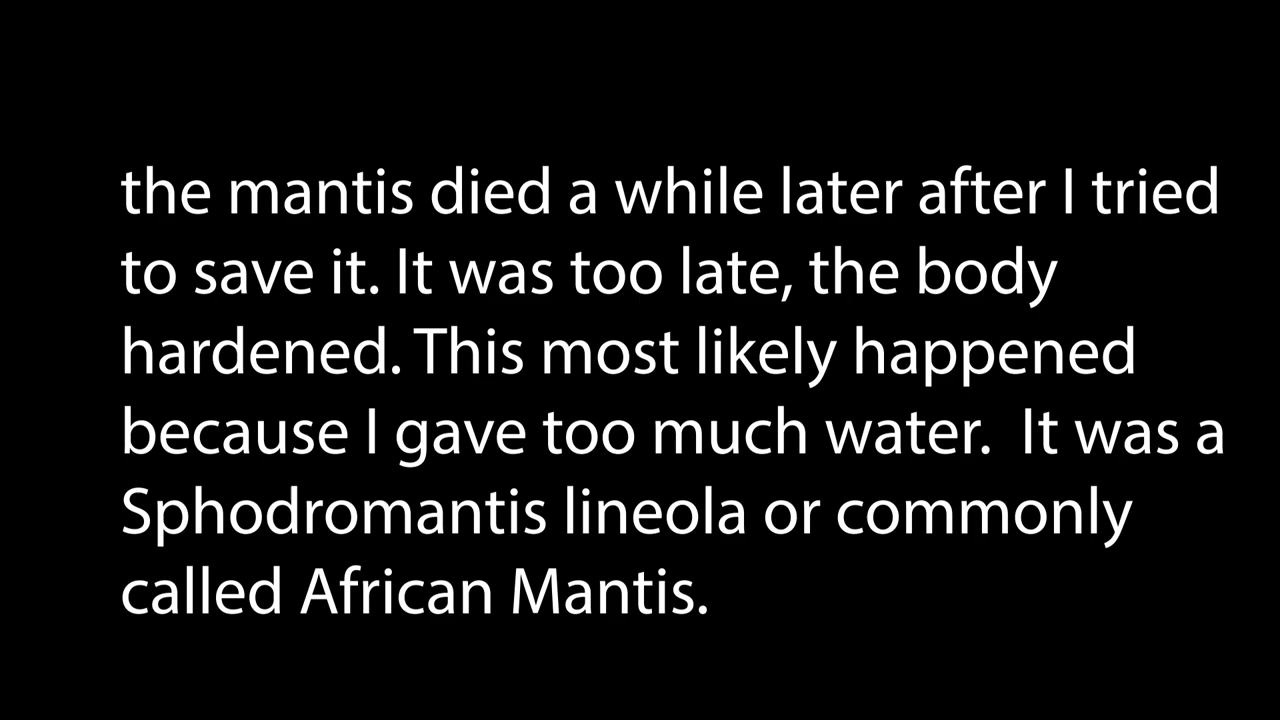 the mantis died a while later after I tried
to save it. It was too late, the body
hardened. This most likely happened
because I gave too much water.  It was a
Sphodromantis lineola or commonly
called African Mantis.